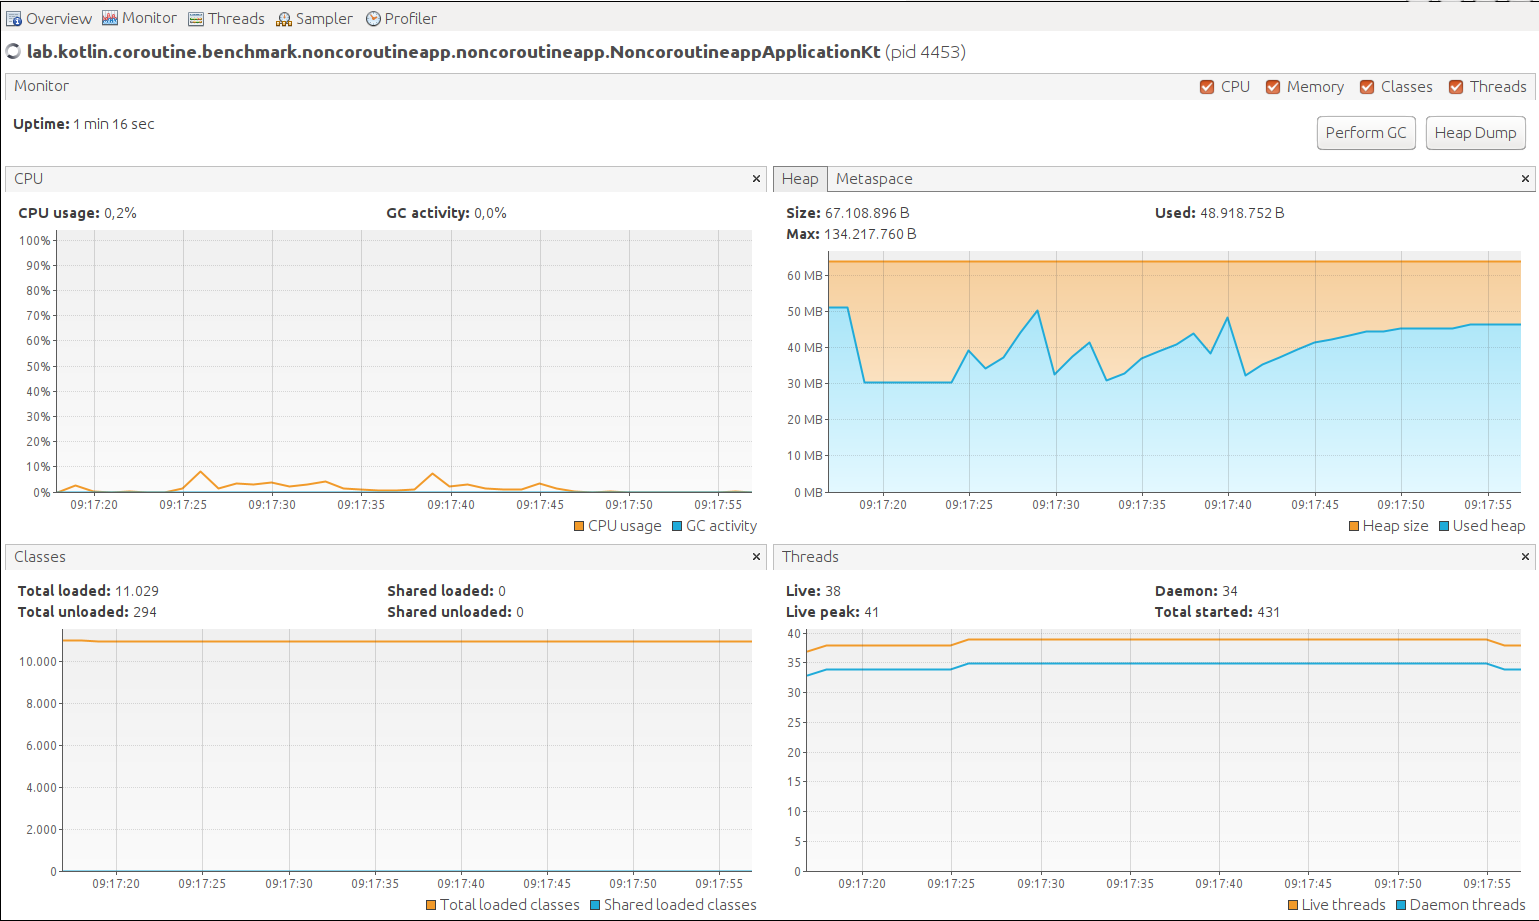 Overview Monitor Threads Sampler Profiler
lab.kotlin.coroutine.benchmark.noncoroutineapp.noncoroutineapp.NoncoroutineappApplicationKt (pid 4453)
Monitor
CPU Memory Classes Threads
Uptime: 1 min 16 sec
Perform GC Heap Dump
CPU ×
CPU usage: 0,2% GC activity: 0,0%
100%
90%
80%
70%
60%
50%
40%
30%
20%
10%
0%
09:17:20 09:17:25 09:17:30 09:17:35 09:17:40 09:17:45 09:17:50 09:17:55
CPU usage GC activity
Heap Metaspace ×
Size: 67.108.896 B Used: 48.918.752 B
Max: 134.217.760 B
60 MB
50 MB
40 MB
30 MB
20 MB
10 MB
0 MB
09:17:20 09:17:25 09:17:30 09:17:35 09:17:40 09:17:45 09:17:50 09:17:55
Heap size Used heap
Classes ×
Total loaded: 11.029 Shared loaded: 0
Total unloaded: 294 Shared unloaded: 0
10.000
8.000
6.000
4.000
2.000
0
09:17:20 09:17:25 09:17:30 09:17:35 09:17:40 09:17:45 09:17:50 09:17:55
Total loaded classes Shared loaded classes
Threads ×
Live: 38 Daemon: 34
Live peak: 41 Total started: 431
40
35
30
25
20
15
10
5
0
09:17:20 09:17:25 09:17:30 09:17:35 09:17:40 09:17:45 09:17:50 09:17:55
Live threads Daemon threads